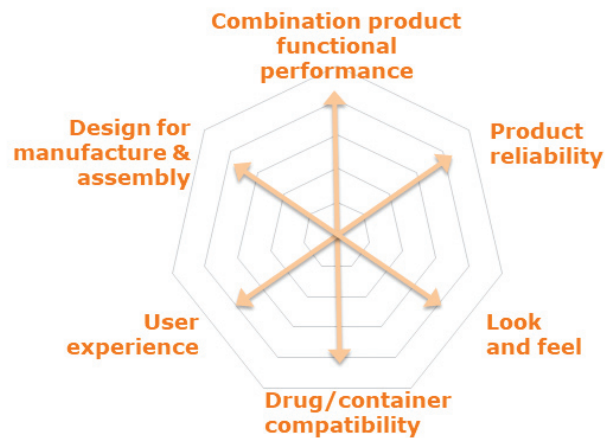 Combination product
functional
performance
Design for
manufacture &
assembly
Product
reliability
User
experience
Look
and feel
Drug/container
compatibility